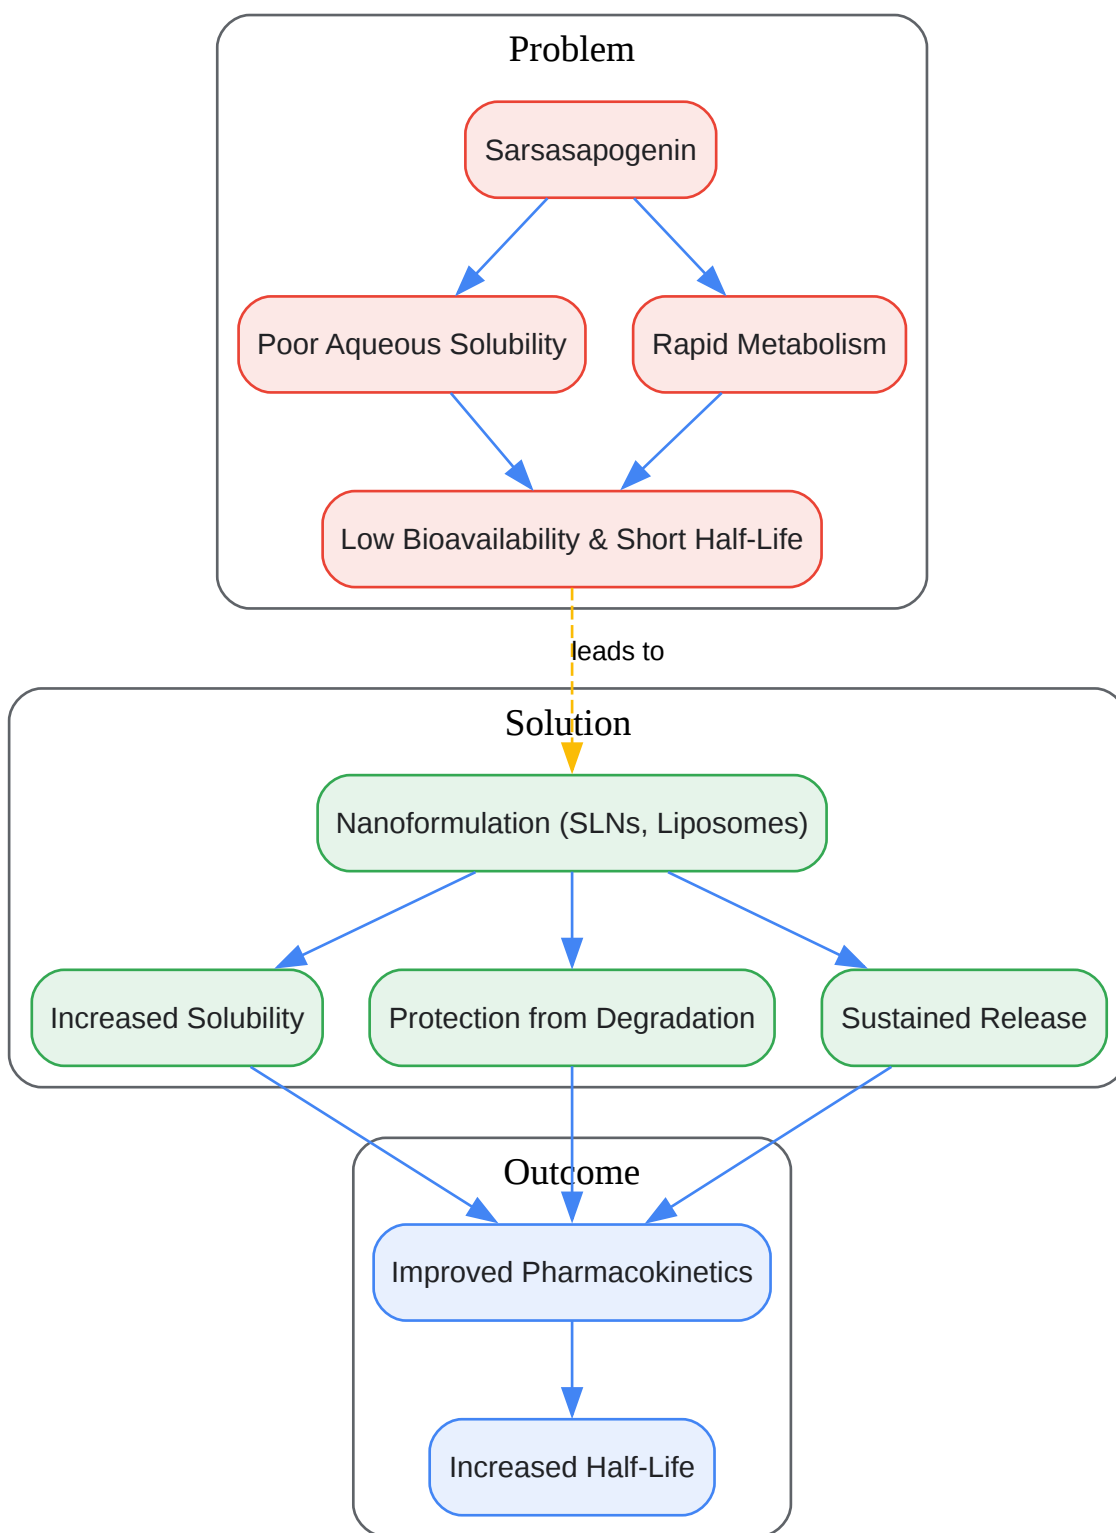 Problem
Sarsasapogenin
Poor Aqueous Solubility
Rapid Metabolism
Low Bioavailability & Short Half-Life
leads to
Solution
Nanoformulation (SLNs, Liposomes)
Increased Solubility
Protection from Degradation
Sustained Release
Outcome
Improved Pharmacokinetics
Increased Half-Life